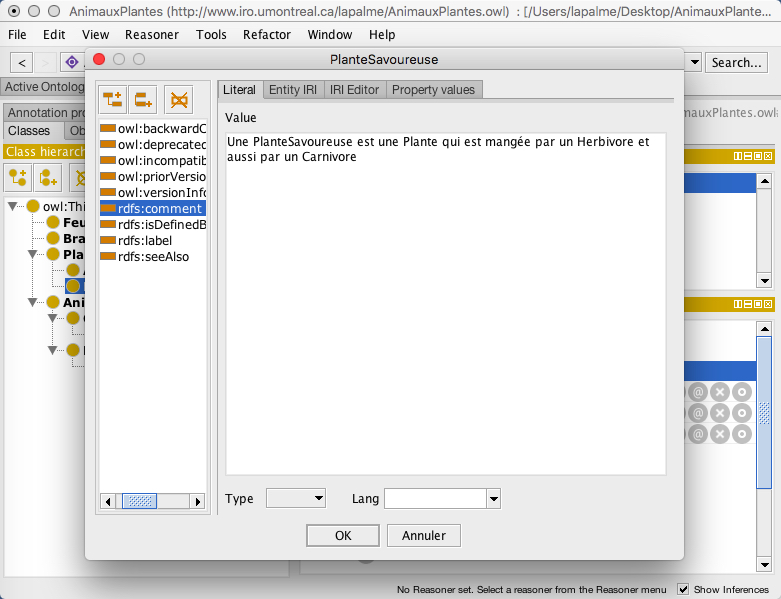 AnimauxPlantes (http://www.iro.umontreal.ca/lapalme/AnimauxPlantes.owl) : [/Users/lapalme/Desktop/AnimauxPlante...
File Edit View Reasoner Tools Refactor Window Help
< > Search...
PlanteSavoureuse
Active Ontolog
Annotation pro
Classes Ob
Class hierarch
owl:Thi
Feu
Bra
Pla
Ani
owl:backwardC
owl:deprecated
owl:incompatib
owl:priorVersio
owl:versionInfo
rdfs:comment
rdfs:isDefinedB
rdfs:label
rdfs:seeAlso
Literal Entity IRI IRI Editor Property values
Value
Une PlanteSavoureuse est une Plante qui est mangée par un Herbivore et
aussi par un Carnivore
Type Lang
OK Annuler
mauxPlantes.owl
No Reasoner set. Select a reasoner from the Reasoner menu Show Inferences